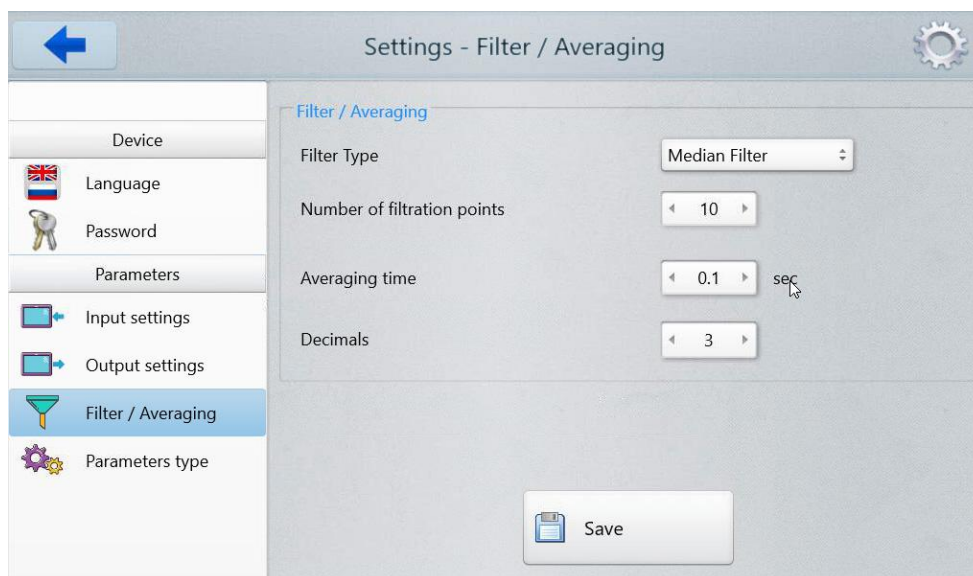 Settings - Filter / Averaging
Device
Language
Password
Parameters
Input settings
Output settings
Filter / Averaging
Parameters type
Filter / Averaging
Filter Type
Median Filter
Number of filtration points
10
Averaging time
0.1
sec
Decimals
3
Save